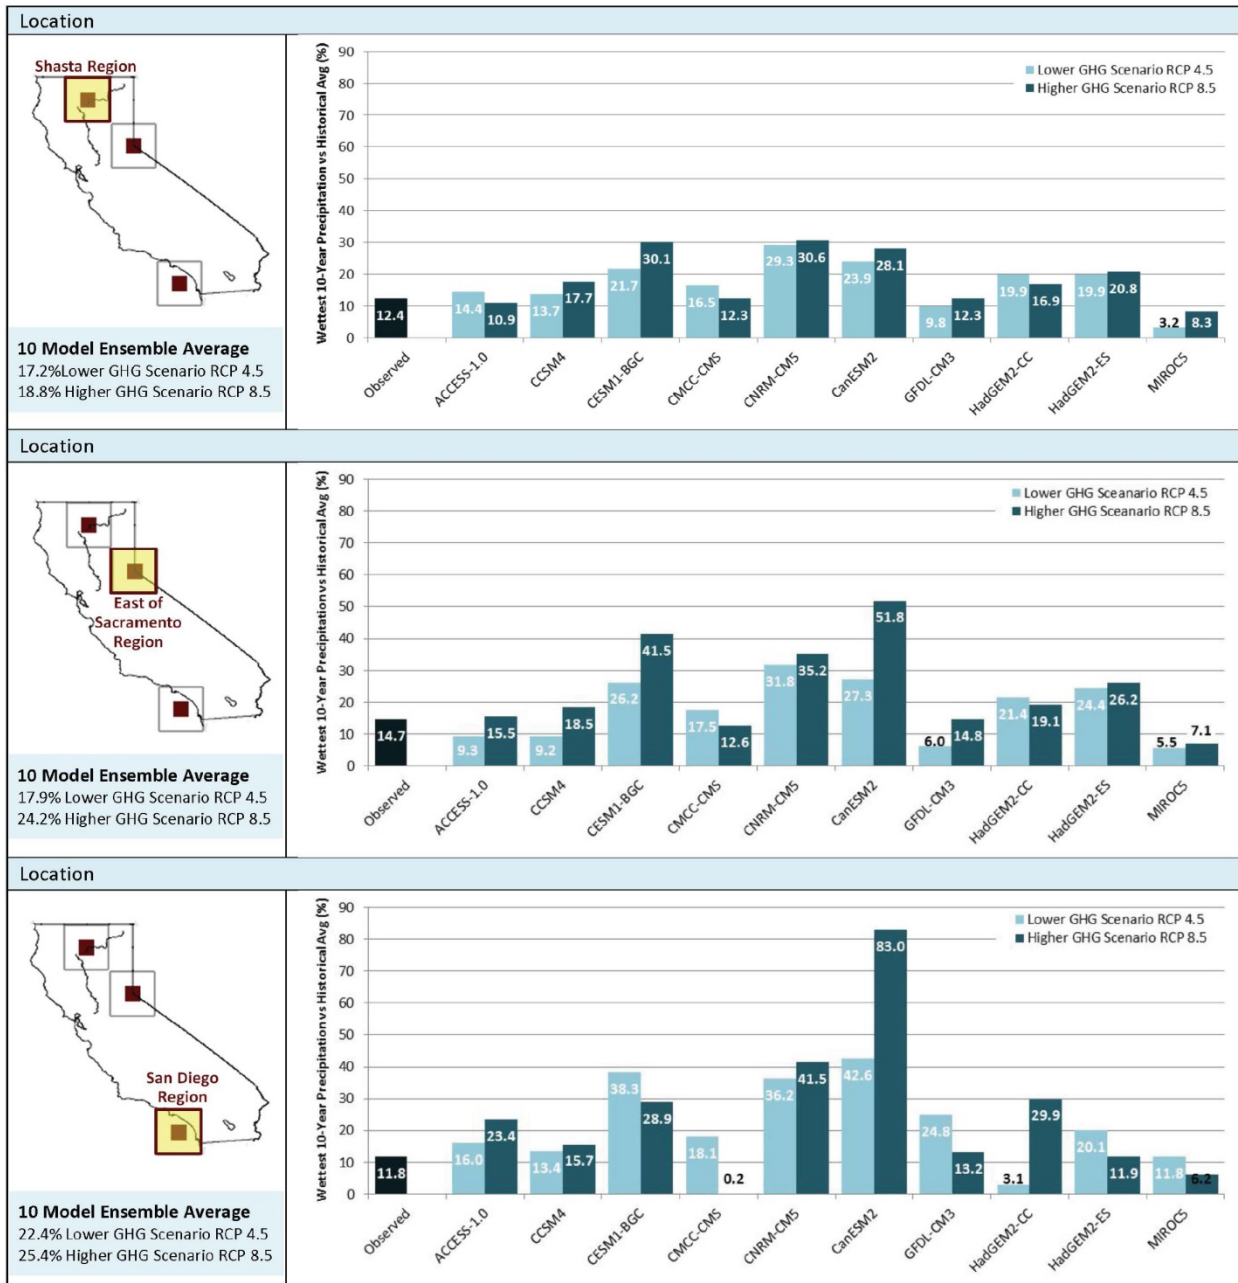 Location
Shasta Region
10 Model Ensemble Average
17.2%Lower GHG Scenario RCP 4.5
18.8% Higher GHG Scenario RCP 8.5
Wettest 10-Year Precipitation vs Historical Avg (%)
90
80
70
60
50
40
30
20
10
0
Lower GHG Scenario RCP 4.5
Higher GHG Scenario RCP 8.5
12.4
14.4
10.9
13.7
17.7
21.7
30.1
16.5
12.3
29.3
30.6
23.9
28.1
9.8
12.3
19.9
16.9
19.9
20.8
3.2
8.3
Observed
ACCESS-1.0
CCSM4
CESM1-BGC
CMCC-CMS
CNRM-CM5
CanESM2
GFDL-CM3
HadGEM2-CC
HadGEM2-ES
MIROC5
Location
East of
Sacramento
Region
10 Model Ensemble Average
17.9% Lower GHG Scenario RCP 4.5
24.2% Higher GHG Scenario RCP 8.5
Wettest 10-Year Precipitation vs Historical Avg (%)
90
80
70
60
50
40
30
20
10
0
Lower GHG Sceanario RCP 4.5
Higher GHG Sceanario RCP 8.5
14.7
9.3
15.5
9.2
18.5
26.2
41.5
17.5
12.6
31.8
35.2
27.3
51.8
6.0
14.8
21.4
19.1
24.4
26.2
5.5
7.1
Observed
ACCESS-1.0
CCSM4
CESM1-BGC
CMCC-CMS
CNRM-CM5
CanESM2
GFDL-CM3
HadGEM2-CC
HadGEM2-ES
MIROC5
Location
San Diego
Region
10 Model Ensemble Average
22.4% Lower GHG Scenario RCP 4.5
25.4% Higher GHG Scenario RCP 8.5
Wettest 10-Year Precipitation vs Historical Avg (%)
90
80
70
60
50
40
30
20
10
0
Lower GHG Scenario RCP 4.5
Higher GHG Scenario RCP 8.5
11.8
16.0
23.4
13.4
15.7
38.3
28.9
18.1
0.2
36.2
41.5
42.6
83.0
24.8
13.2
3.1
29.9
20.1
11.9
11.8
6.2
Observed
ACCESS-1.0
CCSM4
CESM1-BGC
CMCC-CMS
CNRM-CM5
CanESM2
GFDL-CM3
HadGEM2-CC
HadGEM2-ES
MIROC5